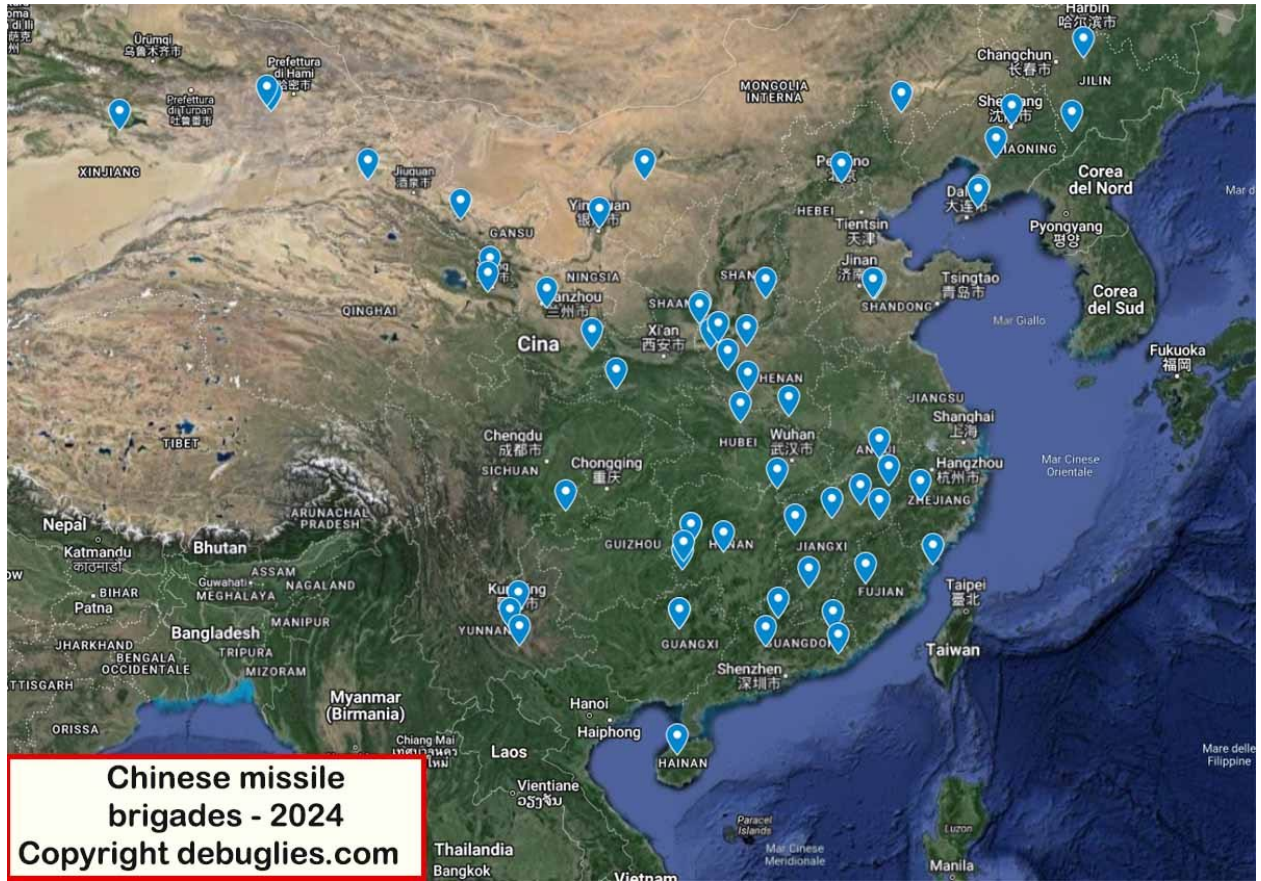 Harbin
哈尔滨市
Ürümqi
乌鲁木齐市
Changchun
长春市
Prefettura
di Hami
哈密市
MONGOLIA
INTERNA
JILIN
Prefettura
di Turpan
吐鲁番市
XINJIANG
Jiuquan
酒泉市
LIAONING
Corea
del Nord
HEBEI
Tientsin
天津
Pyongyang
평양
GANSU
Jinan
NINGSIA
Tsingtao
青岛市
SHANDONG
Corea
del Sud
QINGHAI
兰州市
Mar Giallo
Xi'an
西安市
Cina
Fukuoka
福岡
HENAN
JIANGSU
Shanghai
上海
TIBET
Chengdu
成都市
SICHUAN
Chongqing
重庆
HUBEI
Wuhan
武汉市
Hangzhou
杭州市
Mar Cinese
Orientale
ZHEJIANG
ARUNACHAL
PRADESH
Nepal
Katmandu
काठमाडौं
Bhutan
ASSAM
NAGALAND
Guwahati
MEGHALAYA
BIHAR
Patna
GUIZHOU
JIANGXI
FUJIAN
Taipei
臺北
MANIPUR
Bangladesh
TRIPURA
JHARKHAND
BENGALA
OCCIDENTALE
MIZORAM
YUNNAN
GUANGXI
Taiwan
Shenzhen
深圳市
Myanmar
(Birmania)
Hanoi
Haiphong
ORISSA
Chiang Mai
Laos
HAINAN
Vientiane
ວຽງຈັນ
Mare delle
Filippine
Paracel
Islands
Luzon
Mar Cinese
Meridionale
Manila
Thailandia
Bangkok
Vietnam
Chinese missile
brigades - 2024
Copyright debuglies.com